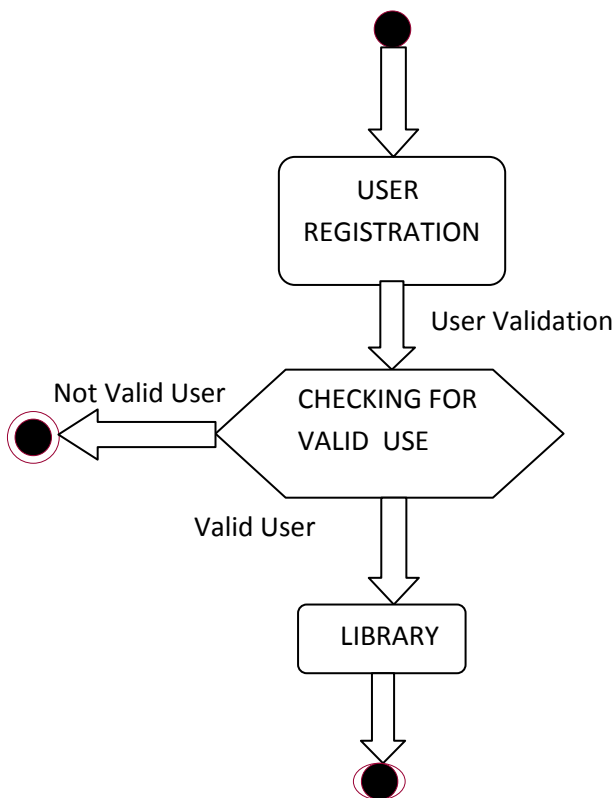 USER
REGISTRATION
User Validation
Not Valid User
CHECKING FOR
VALID USE
Valid User
LIBRARY